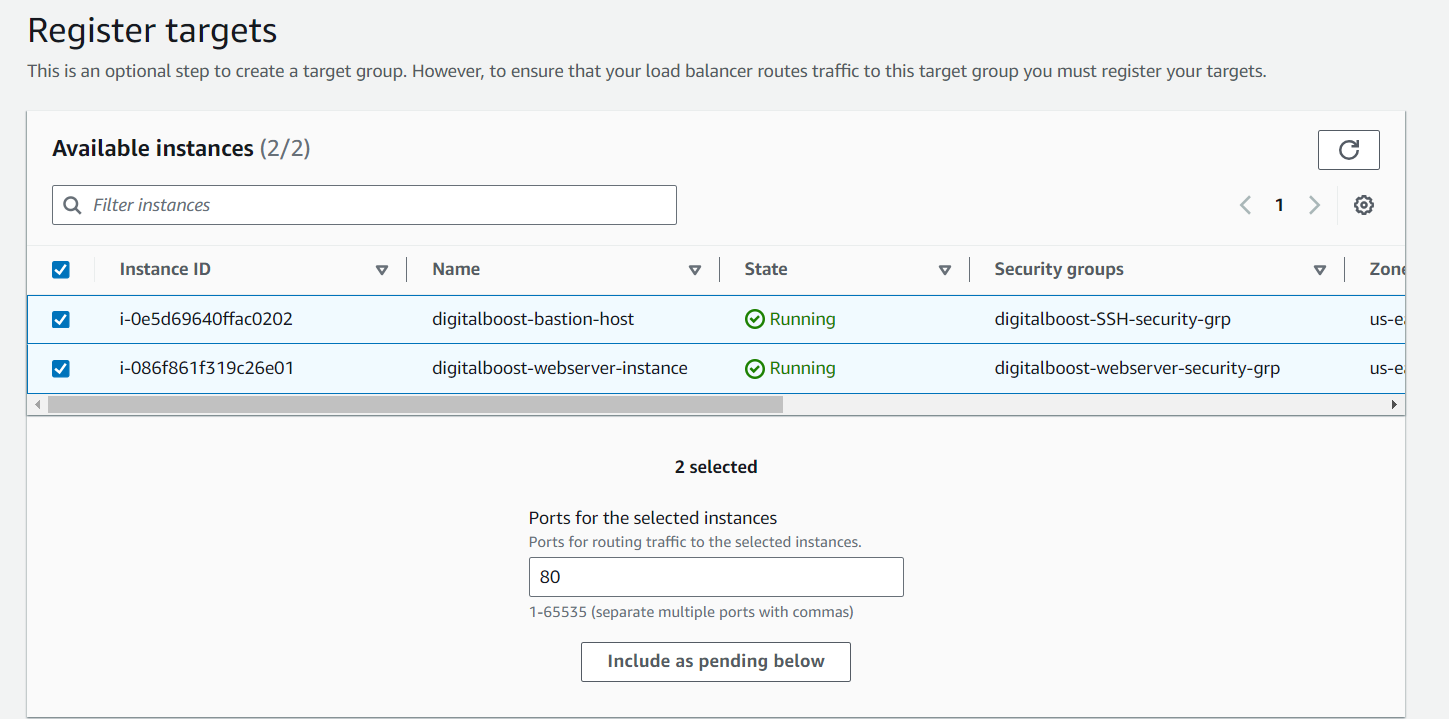 Register targets
This is an optional step to create a target group. However, to ensure that your load balancer routes traffic to this target group you must register your targets.
Available instances (2/2)
Filter instances
1
Instance ID Name State Security groups Zone
i-0e5d69640ffac0202 digitalboost-bastion-host Running digitalboost-SSH-security-grp us-ea
i-086f861f319c26e01 digitalboost-webserver-instance Running digitalboost-webserver-security-grp us-ea
2 selected
Ports for the selected instances
Ports for routing traffic to the selected instances.
80
1-65535 (separate multiple ports with commas)
Include as pending below